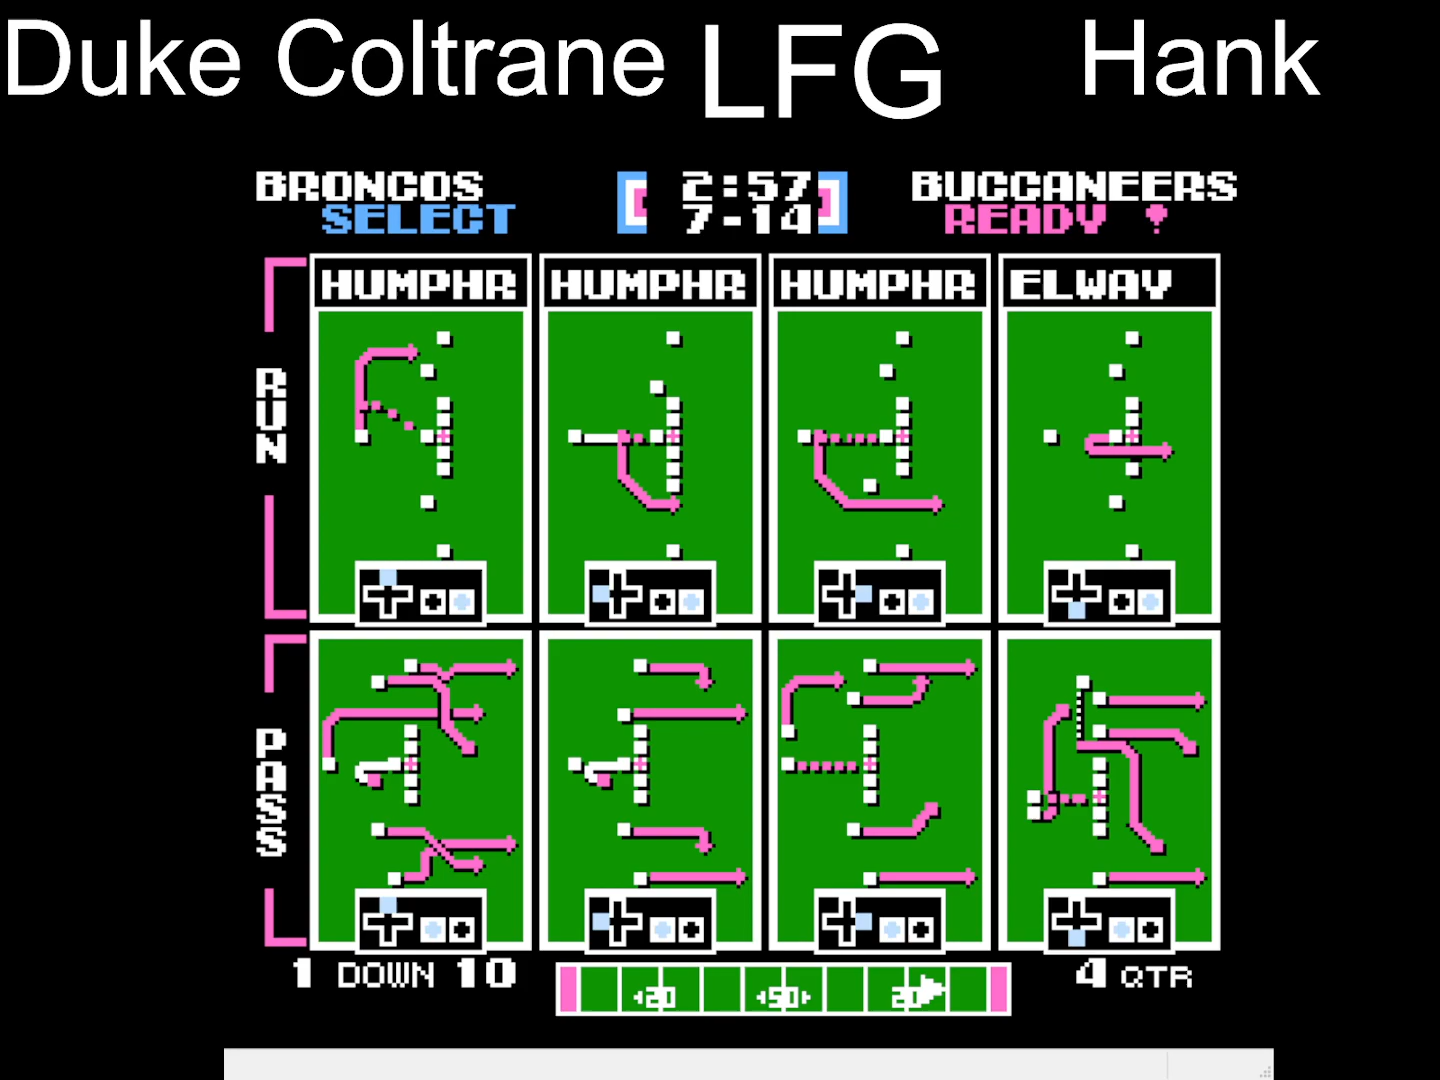 Duke Coltrane LFG Hank
BRONCOS 2:57 BUCCANEERS
SELECT 7-14 READY !
HUMPHR HUMPHR HUMPHR ELWAY
RUN
PASS
1 DOWN 10 4 QTR
20 50 20